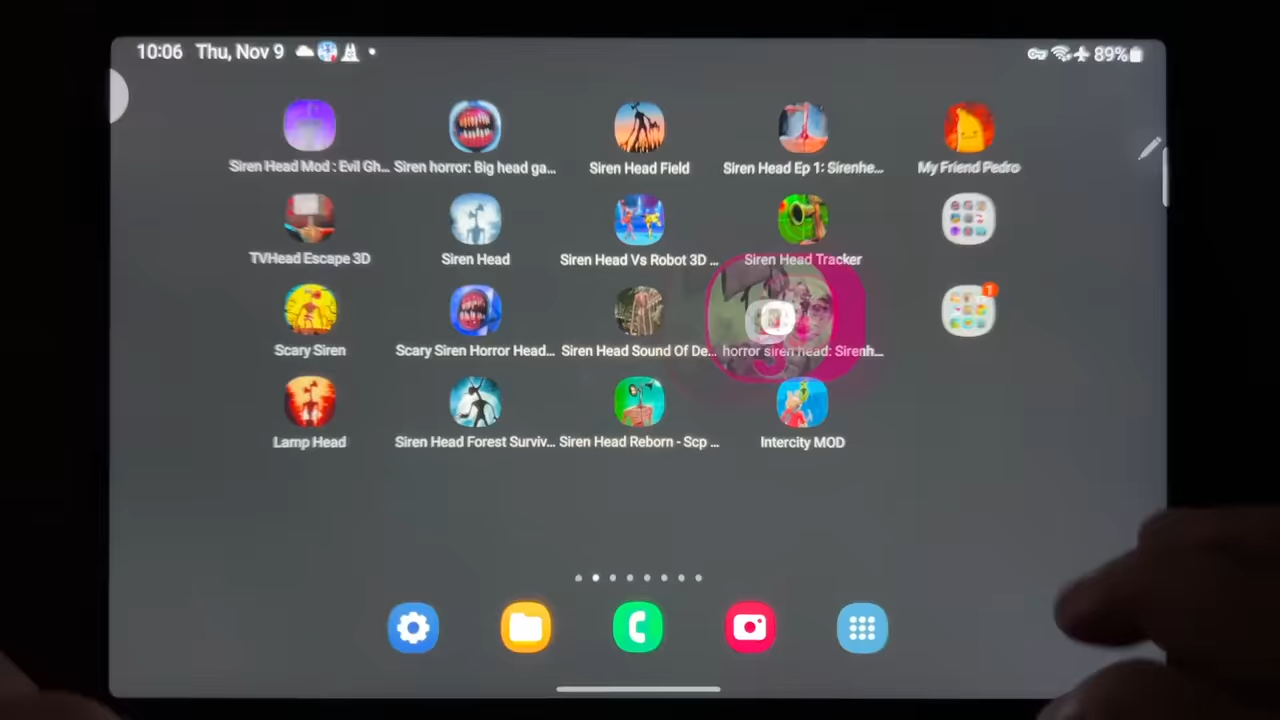 10:06 Thu, Nov 9
89%
Siren Head Mod : Evil Gh...
Siren horror: Big head ga...
Siren Head Field
Siren Head Ep 1: Sirenhe...
My Friend Pedro
TVHead Escape 3D
Siren Head
Siren Head Vs Robot 3D ...
Siren Head Tracker
1
Scary Siren
Scary Siren Horror Head...
Siren Head Sound Of De...
horror siren head: Sirenh...
Lamp Head
Siren Head Forest Surviv...
Siren Head Reborn - Scp ...
Intercity MOD